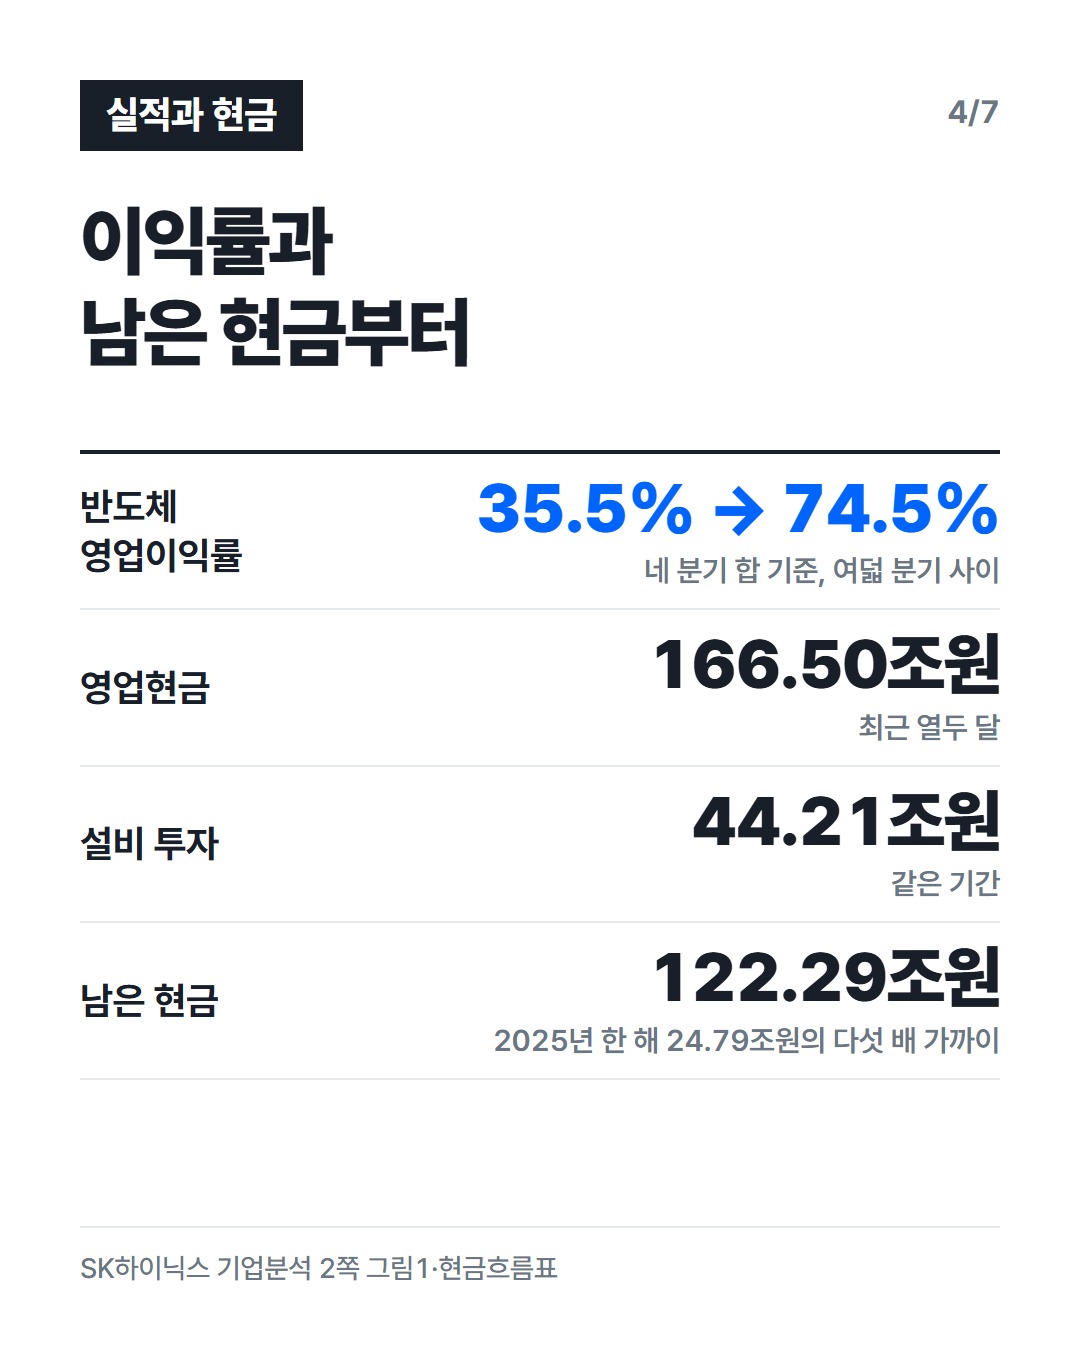 실적과 현금
4/7
이익률과
남은 현금부터
반도체
영업이익률
35.5% → 74.5%
네 분기 합 기준, 여덟 분기 사이
영업현금
166.50조원
최근 열두 달
설비 투자
44.21조원
같은 기간
남은 현금
122.29조원
2025년 한 해 24.79조원의 다섯 배 가까이
SK하이닉스 기업분석 2쪽 그림1·현금흐름표